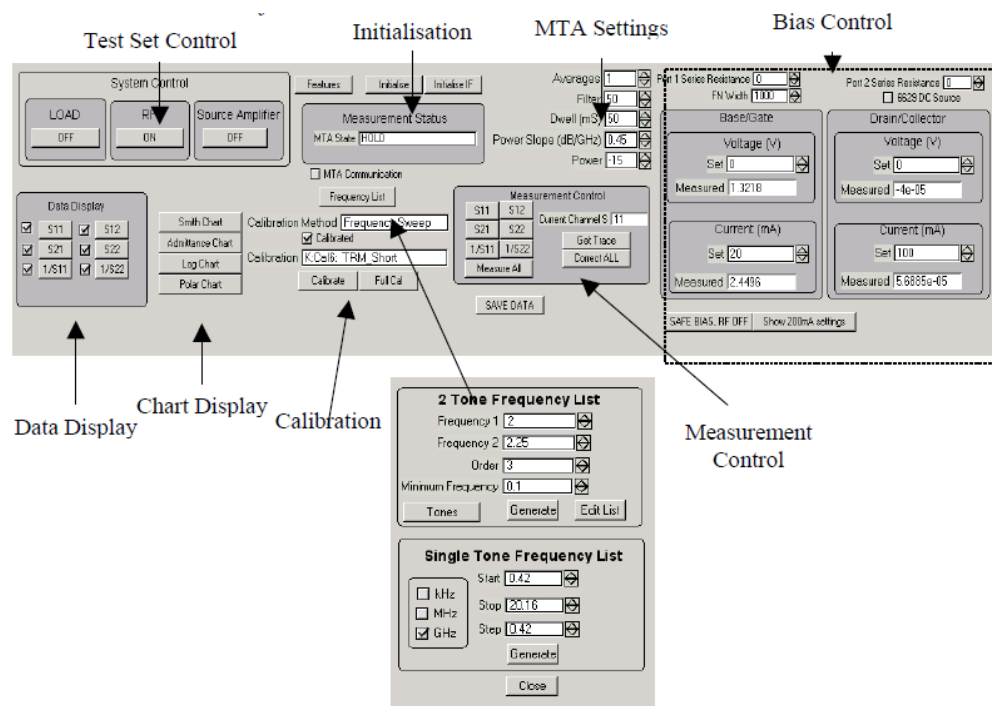 Test Set Control
Initialisation
MTA Settings
Bias Control
System Control
LOAD
OFF
RF
ON
Source Amplifier
OFF
Features
Initialise
Initialise IF
Measurement Status
MTA State HOLD
MTA Communication
Frequency List
Averages 1
Filter 50
Dwell (mS) 50
Power Slope (dB/GHz) 0.45
Power -15
Port 1 Series Resistance 0
FN Width 1000
Port 2 Series Resistance 0
6629 DC Source
Base/Gate
Voltage (V)
Set 0
Measured 1.3218
Current (mA)
Set 20
Measured 2.4496
Drain/Collector
Voltage (V)
Set 0
Measured -4e-05
Current (mA)
Set 100
Measured 5.6885e-05
SAFE BIAS, RF OFF
Show 200mA settings
Data Display
S11
S12
S21
S22
1/S11
1/S22
Smith Chart
Admittance Chart
Log Chart
Polar Chart
Calibration Method Frequency Sweep
Calibrated
Calibration K:Cal6: TRM_Short
Calibrate
Full Cal
Measurement Control
S11
S12
S21
S22
1/S11
1/S22
Measure All
Current Channel S 11
Get Trace
Correct ALL
SAVE DATA
Data Display
Chart Display
Calibration
Measurement
Control
2 Tone Frequency List
Frequency 1 2
Frequency 2 2.25
Order 3
Minimum Frequency 0.1
Tones
Generate
Edit List
Single Tone Frequency List
kHz
MHz
GHz
Start 0.42
Stop 20.16
Step 0.42
Generate
Close